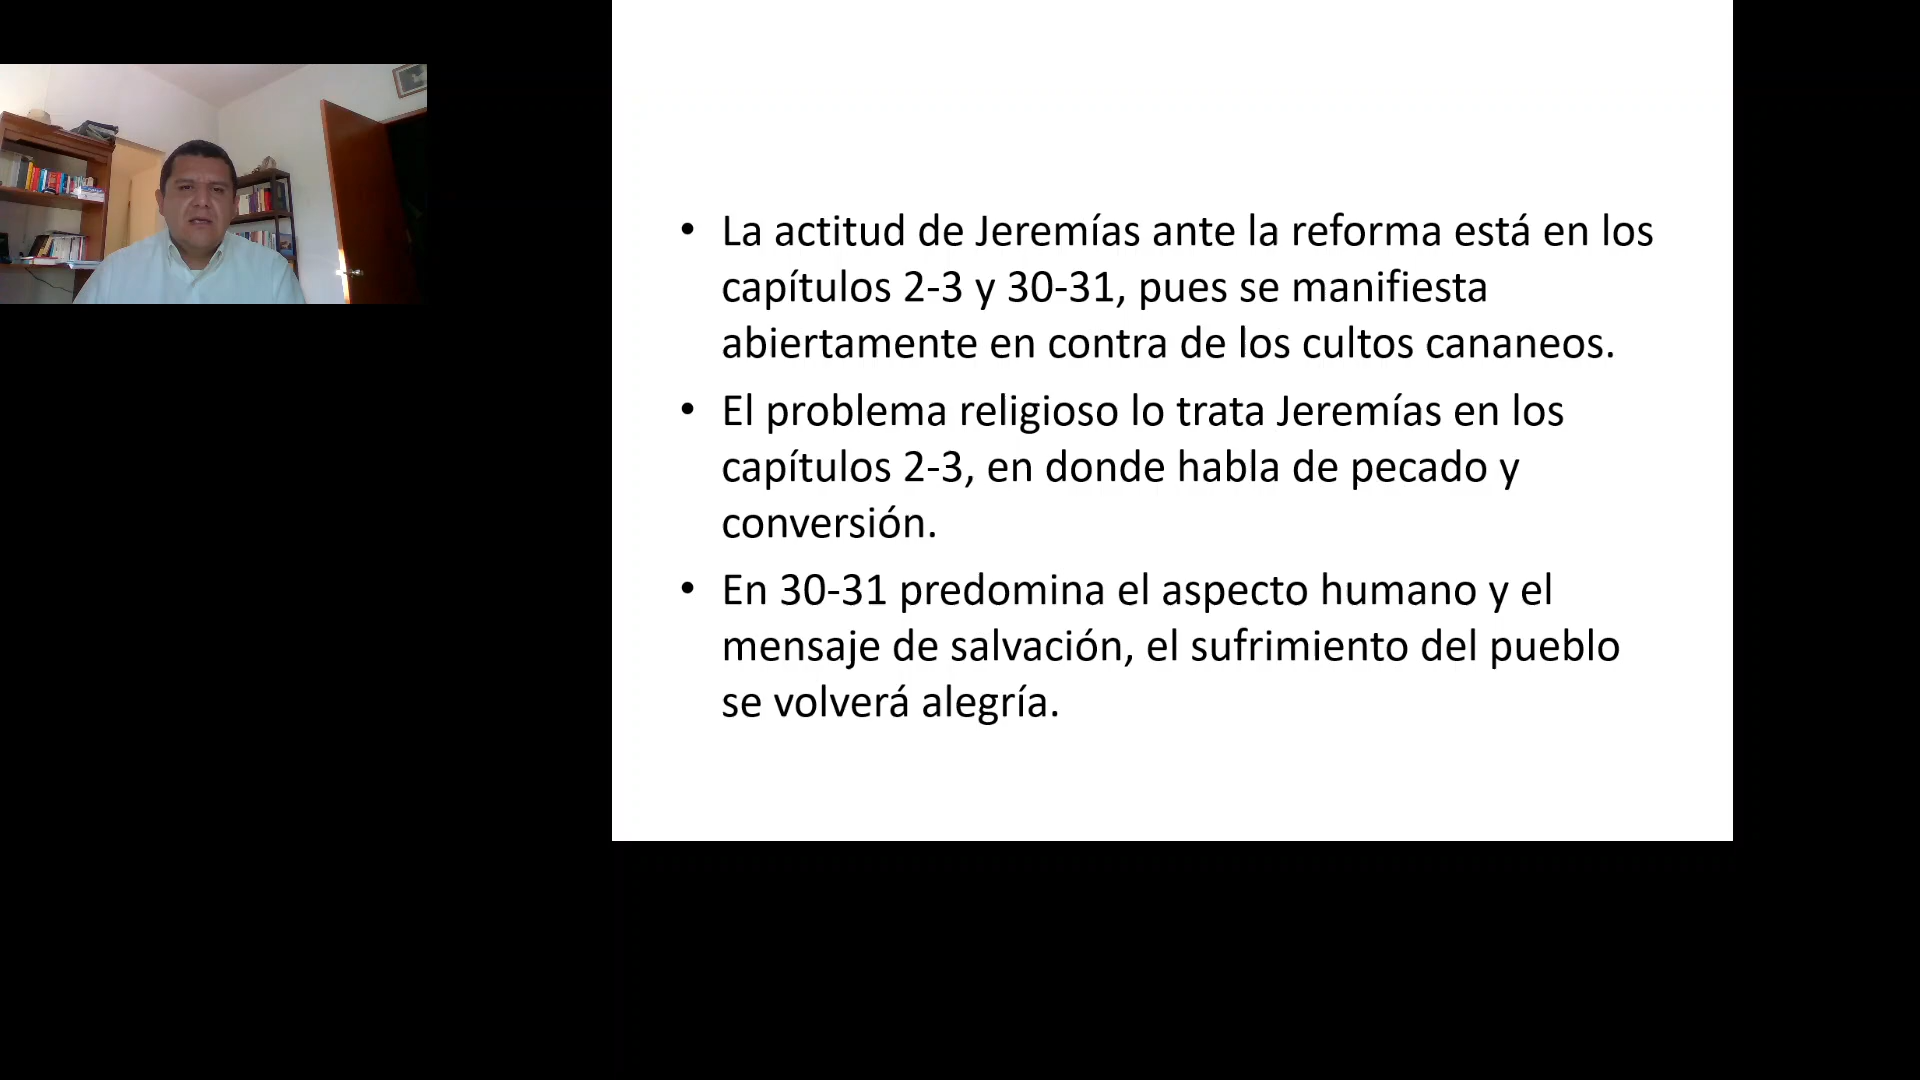 • La actitud de Jeremías ante la reforma está en los
capítulos 2-3 y 30-31, pues se manifiesta
abiertamente en contra de los cultos cananeos.
• El problema religioso lo trata Jeremías en los
capítulos 2-3, en donde habla de pecado y
conversión.
• En 30-31 predomina el aspecto humano y el
mensaje de salvación, el sufrimiento del pueblo
se volverá alegría.